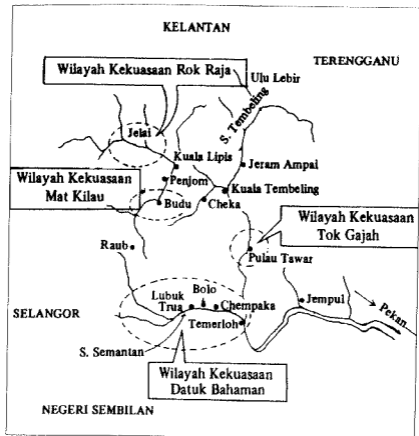 KELANTAN
Wilayah Kekuasaan Rok Raja
Ulu Lebir
TERENGGANU
S. Tembeling
Jelai
Kuala Lipis
Jeram Ampai
Wilayah Kekuasaan
Mat Kilau
Penjom
Kuala Tembeling
Budu
Cheka
Wilayah Kekuasaan
Tok Gajah
Raub
Pulau Tawar
Bolo
Lubuk
Trua
Chempaka
Jempul
Pekan
SELANGOR
Temerloh
S. Semantan
Wilayah Kekuasaan
Datuk Bahaman
NEGERI SEMBILAN